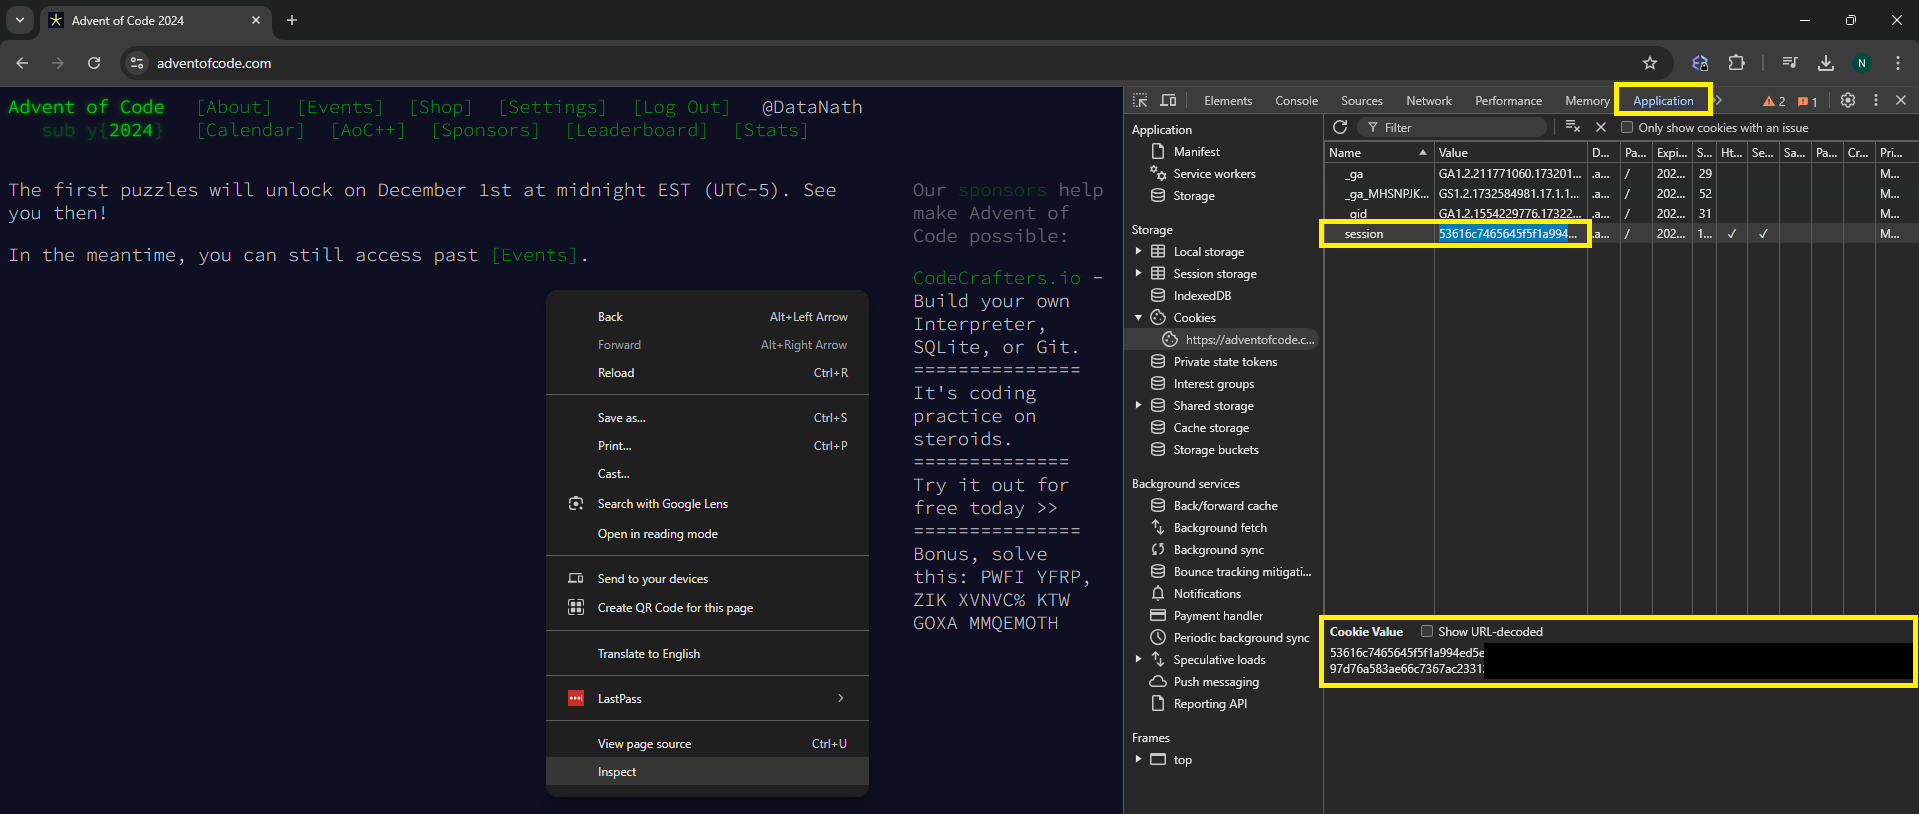 Advent of Code 2024
adventofcode.com
N
Advent of Code [About] [Events] [Shop] [Settings] [Log Out] @DataNath
sub y{2024} [Calendar] [AoC++] [Sponsors] [Leaderboard] [Stats]
The first puzzles will unlock on December 1st at midnight EST (UTC-5). See
you then!
In the meantime, you can still access past [Events].
Our sponsors help
make Advent of
Code possible:
CodeCrafters.io -
Build your own
Interpreter,
SQLite, or Git.
===============
It's coding
practice on
steroids.
==============
Try it out for
free today >>
===============
Bonus, solve
this: PWFI YFRP,
ZIK XVNVC% KTW
GOXA MMQEMOTH
Back Alt+Left Arrow
Forward Alt+Right Arrow
Reload Ctrl+R
Save as... Ctrl+S
Print... Ctrl+P
Cast...
Search with Google Lens
Open in reading mode
Send to your devices
Create QR Code for this page
Translate to English
LastPass
View page source Ctrl+U
Inspect
Elements Console Sources Network Performance Memory Application 2 1
Application
Manifest
Service workers
Storage
Storage
Local storage
Session storage
IndexedDB
Cookies
https://adventofcode.c...
Private state tokens
Interest groups
Shared storage
Cache storage
Storage buckets
Background services
Back/forward cache
Background fetch
Background sync
Bounce tracking mitigati...
Notifications
Payment handler
Periodic background sync
Speculative loads
Push messaging
Reporting API
Frames
top
Filter Only show cookies with an issue
Name Value D... Pa... Expi... S... Ht... Se... Sa... Pa... Cr... Pri...
_ga GA1.2.211771060.173201... .a... / 202... 29 M...
_ga_MHSNPJK... GS1.2.1732584981.17.1.1... .a... / 202... 52 M...
_gid GA1.2.1554229776.17322... .a... / 202... 31 M...
session 53616c7465645f5f1a994... .a... / 202... 1... ✓ ✓ M...
Cookie Value Show URL-decoded
53616c7465645f5f1a994ed5e
97d76a583ae66c7367ac2331